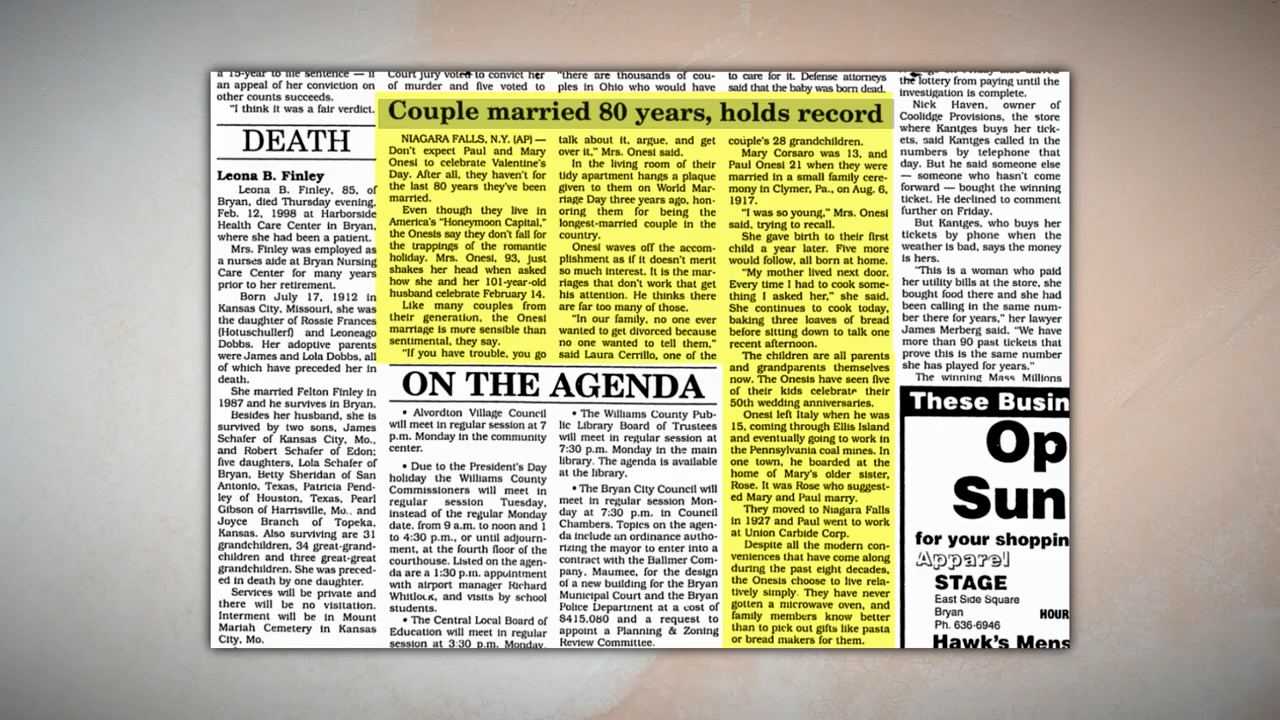 a 15-year to life sentence — if
an appeal of her conviction on
other counts succeeds.
"I think it was a fair verdict.
DEATH
Leona B. Finley
Leona B. Finley, 85, of
Bryan, died Thursday evening,
Feb. 12, 1998 at Harborside
Health Care Center in Bryan,
where she had been a patient.
Mrs. Finley was employed as
a nurses aide at Bryan Nursing
Care Center for many years
prior to her retirement.
Born July 17, 1912 in
Kansas City, Missouri, she was
the daughter of Rossie Frances
(Hotuschullerf) and Leoneago
Dobbs. Her adoptive parents
were James and Lola Dobbs, all
of which have preceded her in
death.
She married Felton Finley in
1987 and he survives in Bryan.
Besides her husband, she is
survived by two sons, James
Schafer of Kansas City, Mo.,
and Robert Schafer of Edon;
five daughters, Lola Schafer of
Bryan, Betty Sheridan of San
Antonio, Texas, Patricia Pend-
ley of Houston, Texas, Pearl
Gibson of Harrisville, Mo., and
Joyce Branch of Topeka,
Kansas. Also surviving are 31
grandchildren, 34 great-grand-
children and three great-great
grandchildren. She was preced-
ed in death by one daughter.
Services will be private and
there will be no visitation.
Interment will be in Mount
Mariah Cemetery in Kansas
City, Mo.
Court jury voted to convict her
of murder and five voted to
"there are thousands of cou-
ples in Ohio who would have
to care for it. Defense attorneys
said that the baby was born dead.
Couple married 80 years, holds record
NIAGARA FALLS, N.Y. (AP) —
Don't expect Paul and Mary
Onesi to celebrate Valentine's
Day. After all, they haven't for
the last 80 years they've been
married.
Even though they live in
America's "Honeymoon Capital,"
the Onesis say they don't fall for
the trappings of the romantic
holiday. Mrs. Onesi, 93, just
shakes her head when asked
how she and her 101-year-old
husband celebrate February 14.
Like many couples from
their generation, the Onesi
marriage is more sensible than
sentimental, they say.
"If you have trouble, you go
talk about it, argue, and get
over it," Mrs. Onesi said.
In the living room of their
tidy apartment hangs a plaque
given to them on World Mar-
riage Day three years ago, hon-
oring them for being the
longest-married couple in the
country.
Onesi waves off the accom-
plishment as if it doesn't merit
so much interest. It is the mar-
riages that don't work that get
his attention. He thinks there
are far too many of those.
"In our family, no one ever
wanted to get divorced because
no one wanted to tell them,"
said Laura Cerrillo, one of the
couple's 28 grandchildren.
Mary Corsaro was 13, and
Paul Onesi 21 when they were
married in a small family cere-
mony in Clymer, Pa., on Aug. 6,
1917.
"I was so young," Mrs. Onesi
said, trying to recall.
She gave birth to their first
child a year later. Five more
would follow, all born at home.
"My mother lived next door.
Every time I had to cook some-
thing I asked her," she said.
She continues to cook today,
baking three loaves of bread
before sitting down to talk one
recent afternoon.
The children are all parents
and grandparents themselves
now. The Onesis have seen five
of their kids celebrate their
50th wedding anniversaries.
Onesi left Italy when he was
15, coming through Ellis Island
and eventually going to work in
the Pennsylvania coal mines. In
one town, he boarded at the
home of Mary's older sister,
Rose. It was Rose who suggest-
ed Mary and Paul marry.
They moved to Niagara Falls
in 1927 and Paul went to work
at Union Carbide Corp.
Despite all the modern con-
veniences that have come along
during the past eight decades,
the Onesis choose to live rela-
tively simply. They have never
gotten a microwave oven, and
family members know better
than to pick out gifts like pasta
or bread makers for them.
ON THE AGENDA
• Alvordton Village Council
will meet in regular session at 7
p.m. Monday in the community
center.
• Due to the President's Day
holiday the Williams County
Commissioners will meet in
regular session Tuesday,
instead of the regular Monday
date, from 9 a.m. to noon and 1
to 4:30 p.m., or until adjourn-
ment, at the fourth floor of the
courthouse. Listed on the agen-
da are a 1:30 p.m. appointment
with airport manager Richard
Whitlock, and visits by school
students.
• The Central Local Board of
Education will meet in regular
session at 3:30 p.m. Monday
• The Williams County Pub-
lic Library Board of Trustees
will meet in regular session at
7:30 p.m. Monday in the main
library. The agenda is available
at the library.
• The Bryan City Council will
meet in regular session Mon-
day at 7:30 p.m. in Council
Chambers. Topics on the agen-
da include an ordinance autho-
rizing the mayor to enter into a
contract with the Ballmer Com-
pany, Maumee, for the design
of a new building for the Bryan
Municipal Court and the Bryan
Police Department at a cost of
$415,080 and a request to
appoint a Planning & Zoning
Review Committee.
the lottery from paying until the
investigation is complete.
Nick Haven, owner of
Coolidge Provisions, the store
where Kantges buys her tick-
ets, said Kantges called in the
numbers by telephone that
day. But he said someone else
— someone who hasn't come
forward — bought the winning
ticket. He declined to comment
further on Friday.
But Kantges, who buys her
tickets by phone when the
weather is bad, says the money
is hers.
"This is a woman who paid
her utility bills at the store, she
bought food there and she had
been calling in the same num-
ber there for years," her lawyer
James Merberg said. "We have
more than 90 past tickets that
prove this is the same number
she has played for years."
The winning Mass Millions
These Busin
Op
Sun
for your shoppin
Apparel
STAGE
East Side Square
Bryan
Ph. 636-6946
HOUR
Hawk's Mens